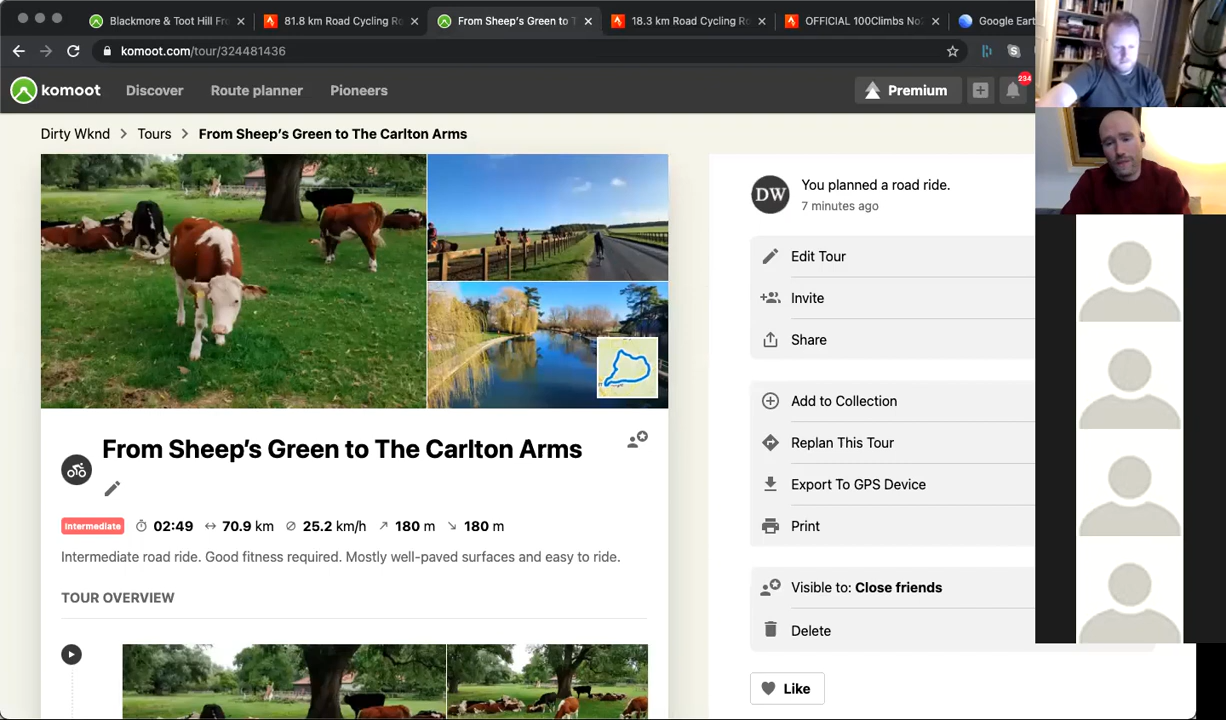 Blackmore & Toot Hill Fr
81.8 km Road Cycling Ro
From Sheep's Green to T
18.3 km Road Cycling Ro
OFFICIAL 100Climbs No
Google Eart
komoot.com/tour/324481436
komoot
Discover
Route planner
Pioneers
Premium
234
Dirty Wknd > Tours > From Sheep's Green to The Carlton Arms
DW
You planned a road ride.
7 minutes ago
Edit Tour
Invite
Share
Add to Collection
Replan This Tour
Export To GPS Device
Print
Visible to: Close friends
Delete
Like
From Sheep's Green to The Carlton Arms
Intermediate 02:49 70.9 km 25.2 km/h 180 m 180 m
Intermediate road ride. Good fitness required. Mostly well-paved surfaces and easy to ride.
TOUR OVERVIEW